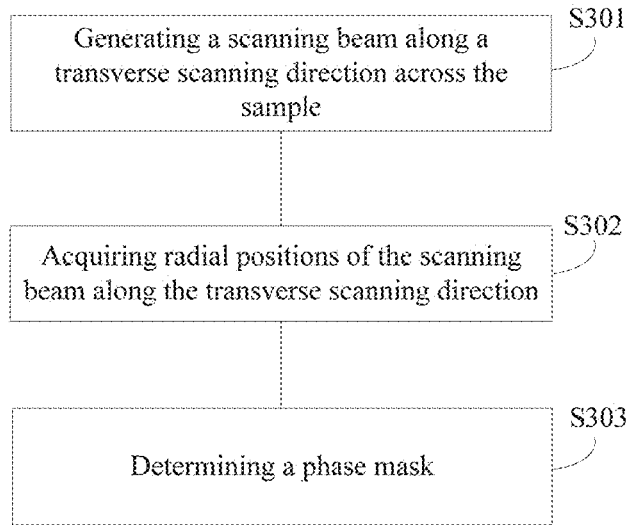 S301
Generating a scanning beam along a
transverse scanning direction across the
sample
S302
Acquiring radial positions of the scanning
beam along the transverse scanning direction
S303
Determining a phase mask